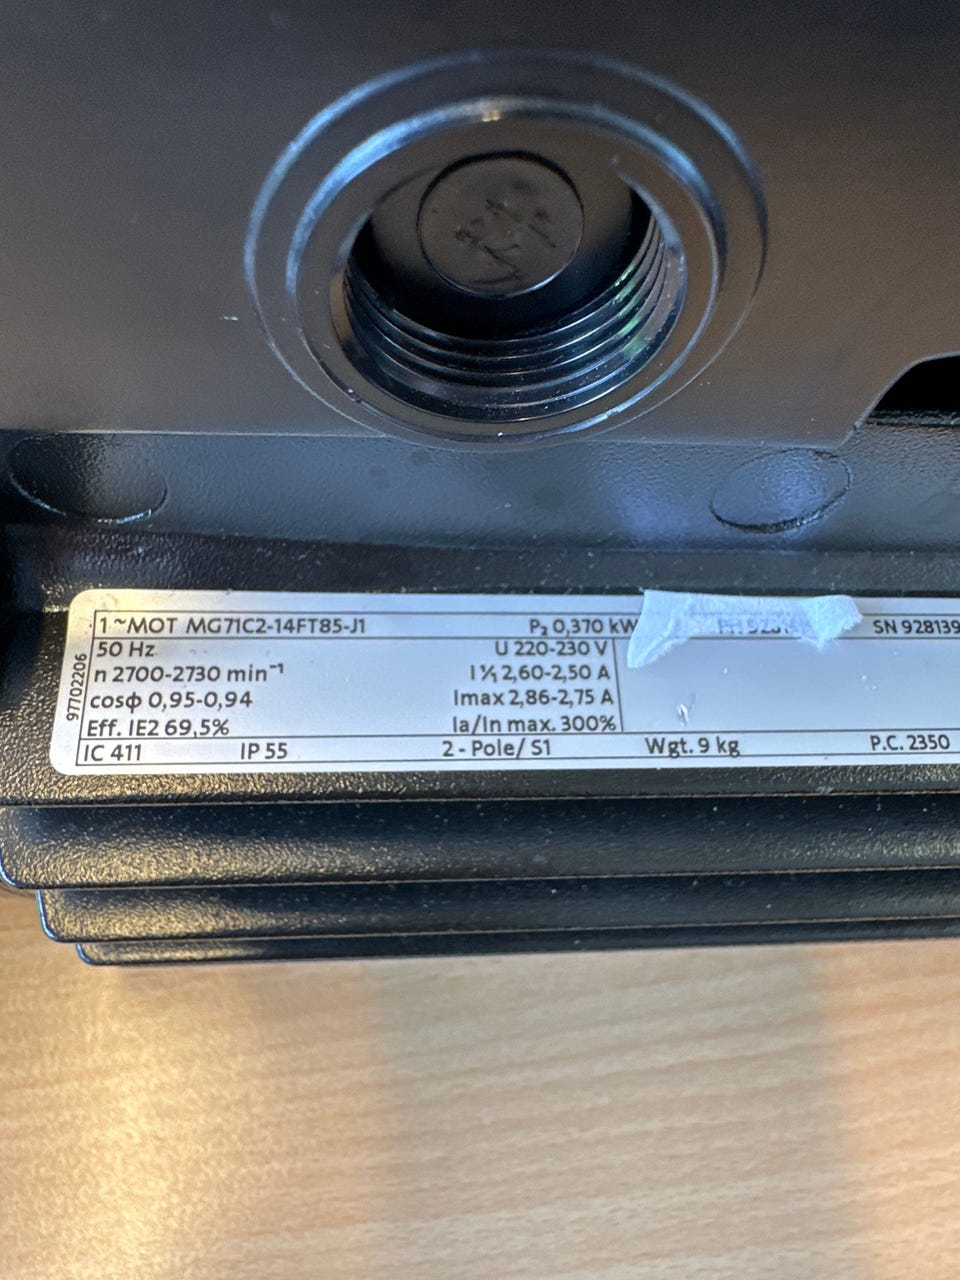 1 ~MOT MG71C2-14FT85-J1 P₂ 0,370 kW SN 928139
50 Hz U 220-230 V
n 2700-2730 min⁻¹ I 1/1 2,60-2,50 A
cosφ 0,95-0,94 Imax 2,86-2,75 A
Eff. IE2 69,5% Ia/In max. 300%
IC 411 IP 55 2 - Pole/ S1 Wgt. 9 kg P.C. 2350
97702206